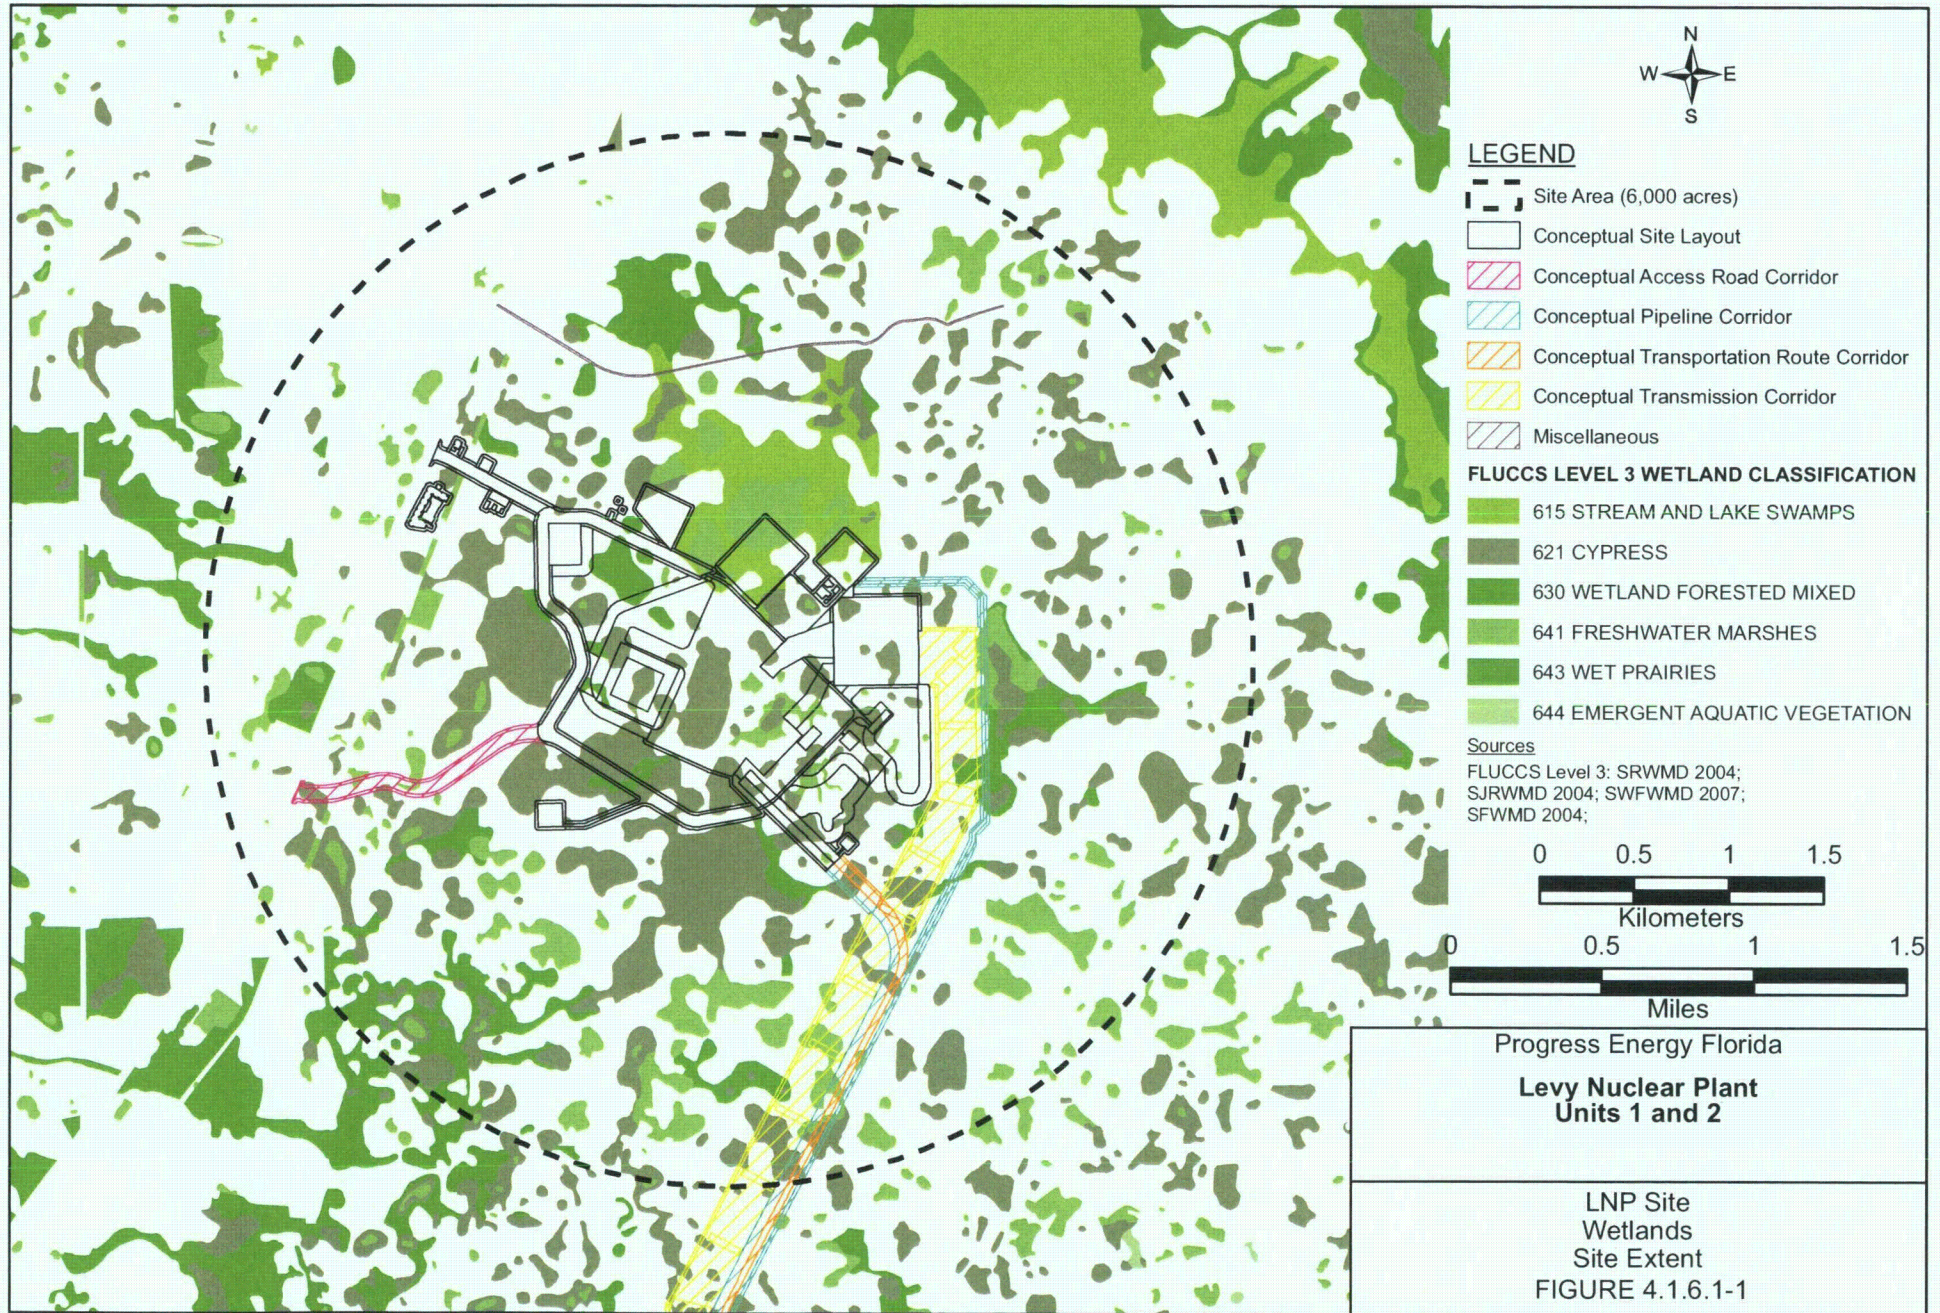 N
W E
S
LEGEND
Site Area (6,000 acres)
Conceptual Site Layout
Conceptual Access Road Corridor
Conceptual Pipeline Corridor
Conceptual Transportation Route Corridor
Conceptual Transmission Corridor
Miscellaneous
FLUCCS LEVEL 3 WETLAND CLASSIFICATION
615 STREAM AND LAKE SWAMPS
621 CYPRESS
630 WETLAND FORESTED MIXED
641 FRESHWATER MARSHES
643 WET PRAIRIES
644 EMERGENT AQUATIC VEGETATION
Sources
FLUCCS Level 3: SRWMD 2004;
SJRWMD 2004; SWFWMD 2007;
SFWMD 2004;
0 0.5 1 1.5
Kilometers
0 0.5 1 1.5
Miles
Progress Energy Florida
Levy Nuclear Plant
Units 1 and 2
LNP Site
Wetlands
Site Extent
FIGURE 4.1.6.1-1